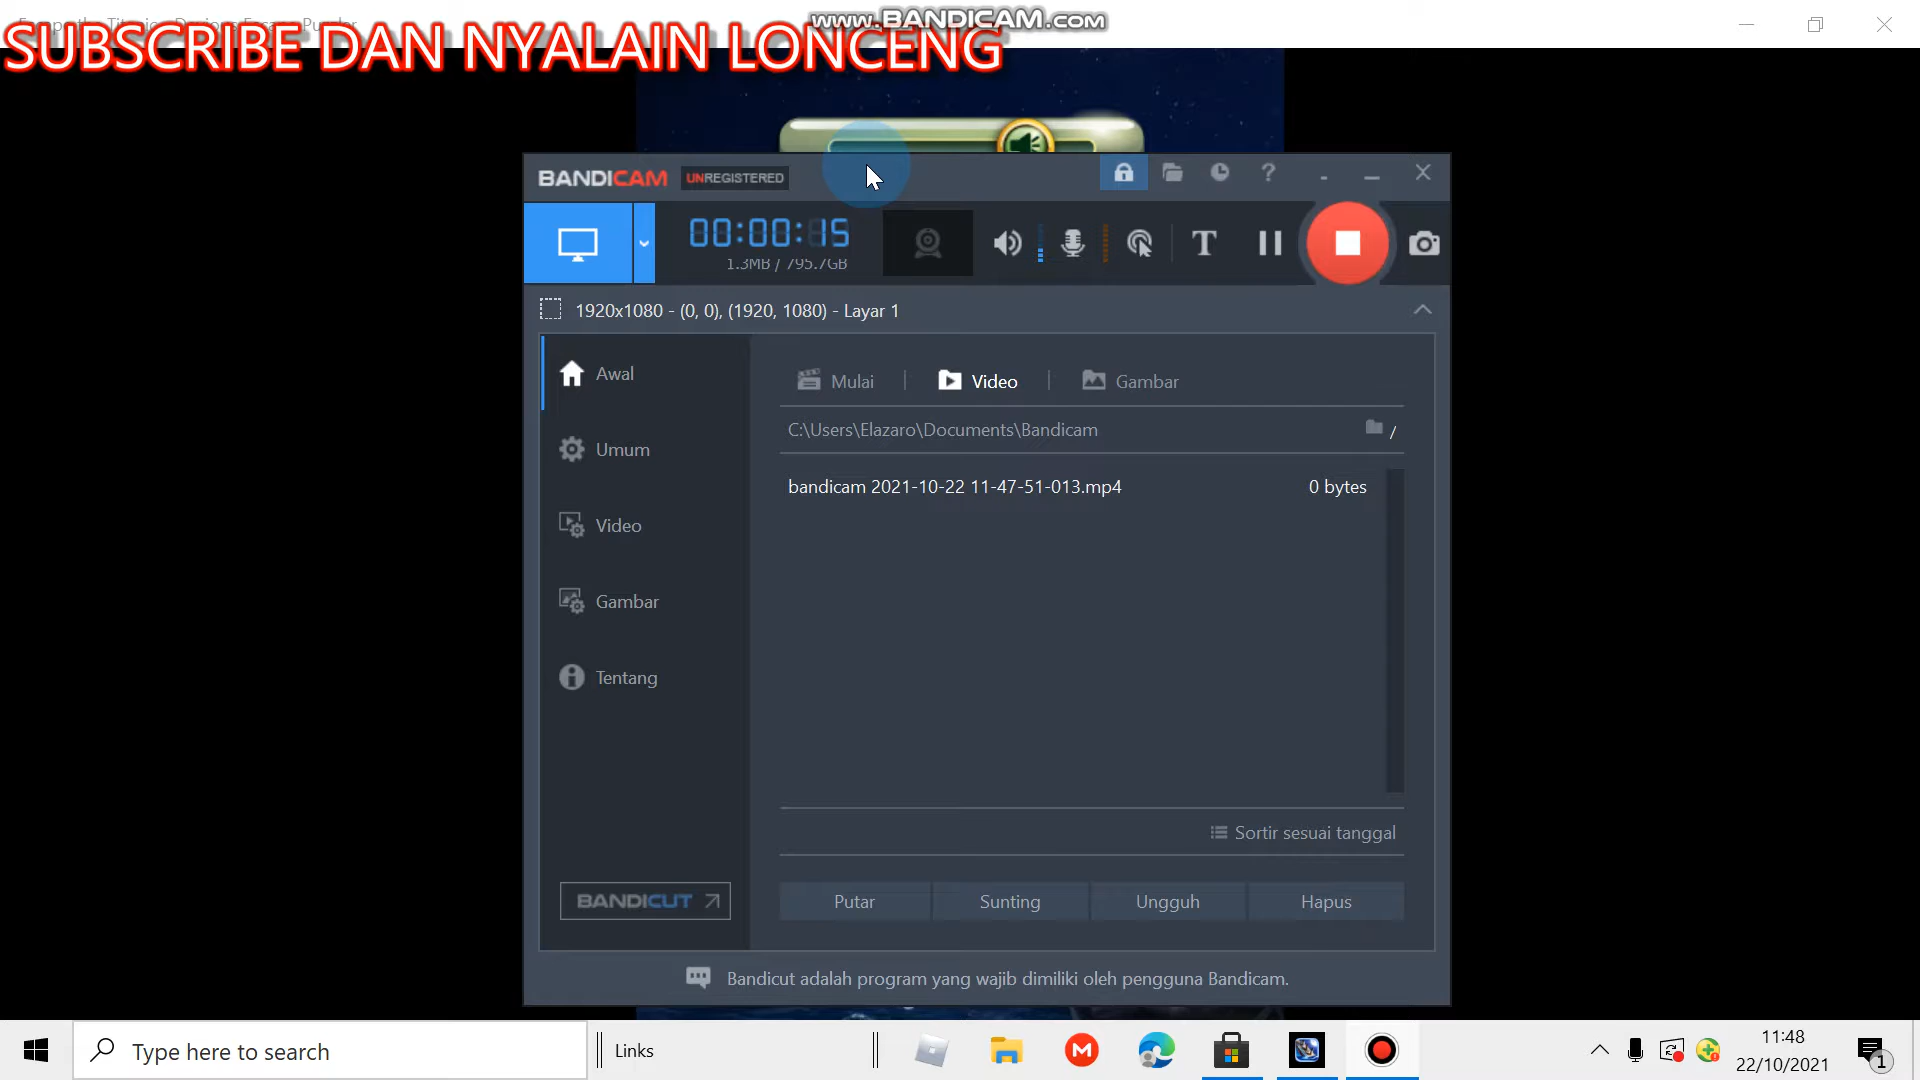 www.BANDICAM.com
SUBSCRIBE DAN NYALAIN LONCENG
BANDICAM UNREGISTERED ?
00:00:15
1.3MB / 795.7GB
T
1920x1080 - (0, 0), (1920, 1080) - Layar 1
Awal
Umum
Video
Gambar
Tentang
BANDICUT
Mulai | Video | Gambar
C:\Users\Elazaro\Documents\Bandicam /
bandicam 2021-10-22 11-47-51-013.mp4 0 bytes
Sortir sesuai tanggal
Putar Sunting Ungguh Hapus
Bandicut adalah program yang wajib dimiliki oleh pengguna Bandicam.
Type here to search
Links
M
11:48
22/10/2021
1